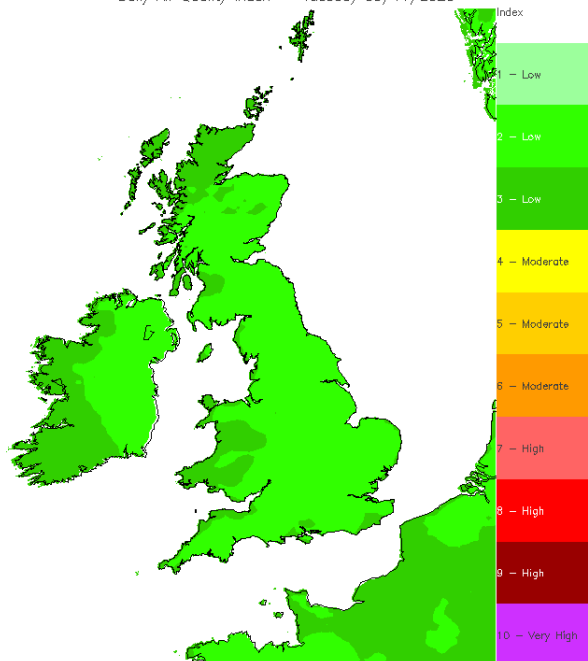 Index
1 - Low
2 - Low
3 - Low
4 - Moderate
5 - Moderate
6 - Moderate
7 - High
8 - High
9 - High
10 - Very High